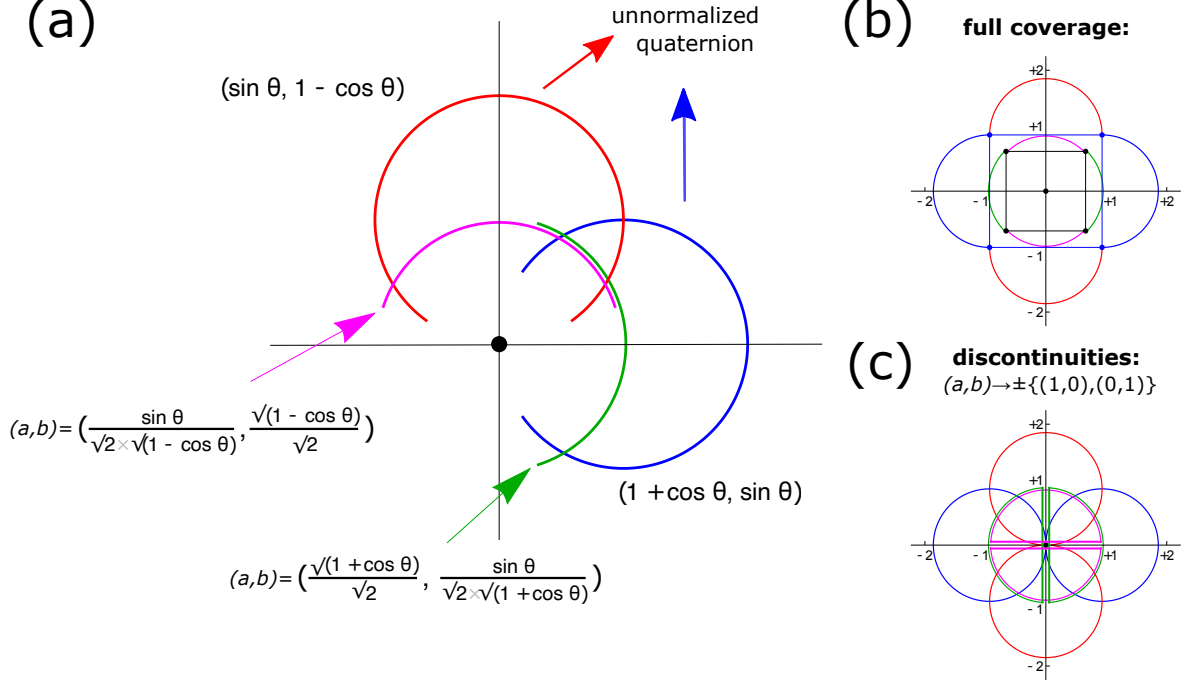 (a)
unnormalized
quaternion
(sin θ, 1 - cos θ)
(a,b)=(sin θ/√2×√(1 - cos θ), √(1 - cos θ)/√2)
(1 +cos θ, sin θ)
(a,b)=(√(1 +cos θ)/√2, sin θ/√2×√(1 +cos θ))
(b)
full coverage:
+2
+1
- 2
- 1
+1
+2
- 1
- 2
(c)
discontinuities:
(a,b)→±{(1,0),(0,1)}
+2
+1
- 2
- 1
+1
+2
- 1
- 2